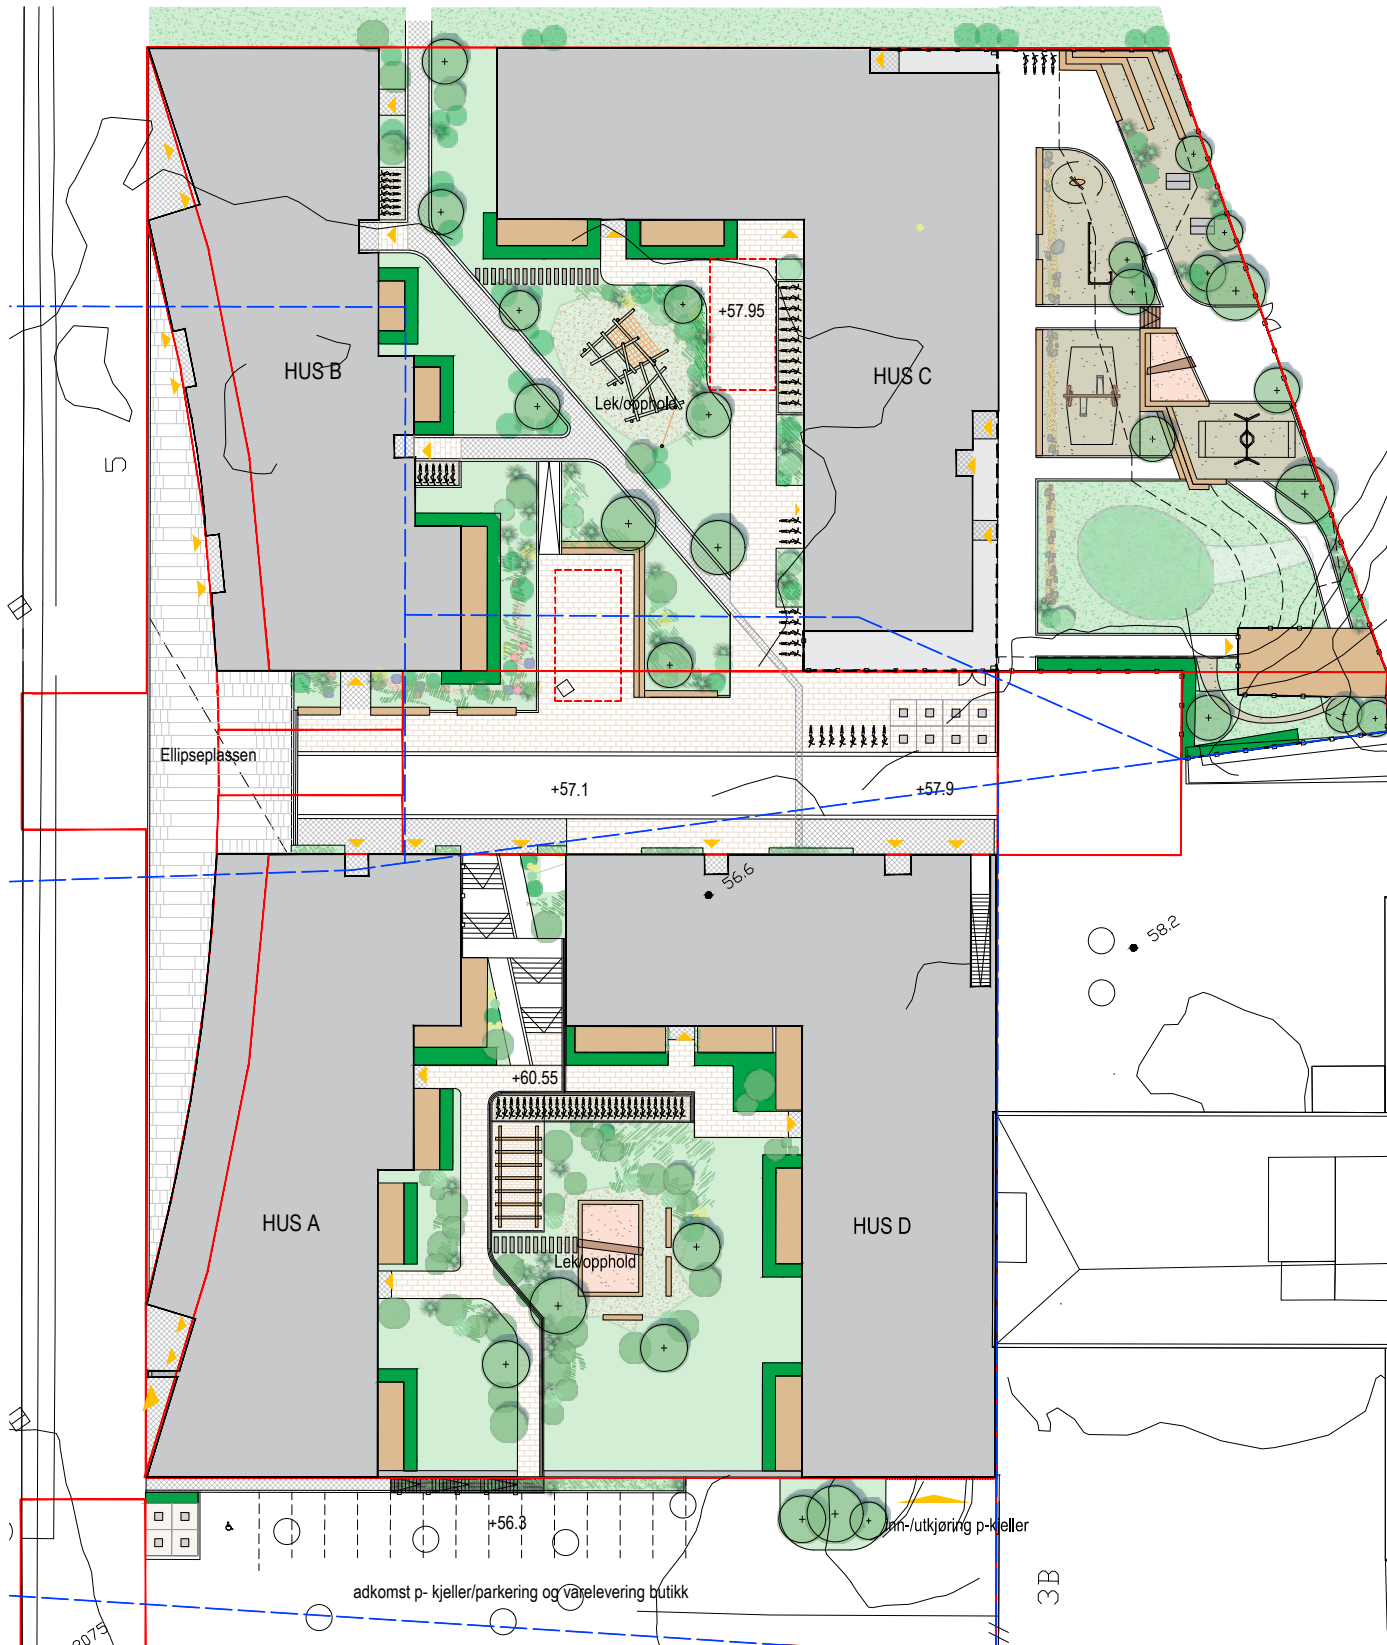 +57.95
HUS B
HUS C
Lek/opphold
5
Ellipseplassen
+57.1
+57.9
56.6
58.2
+60.55
HUS A
HUS D
Lek/opphold
+56.3
inn-/utkjøring p-kjeller
adkomst p- kjeller/parkering og varelevering butikk
3B
2075